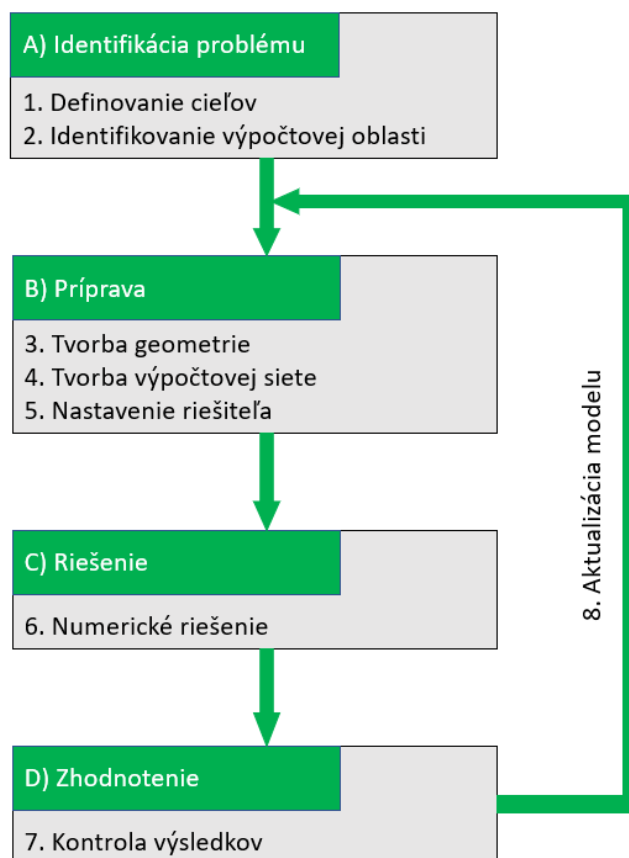 A) Identifikácia problému
1. Definovanie cieľov
2. Identifikovanie výpočtovej oblasti
B) Príprava
3. Tvorba geometrie
4. Tvorba výpočtovej siete
5. Nastavenie riešiteľa
C) Riešenie
6. Numerické riešenie
D) Zhodnotenie
7. Kontrola výsledkov
8. Aktualizácia modelu